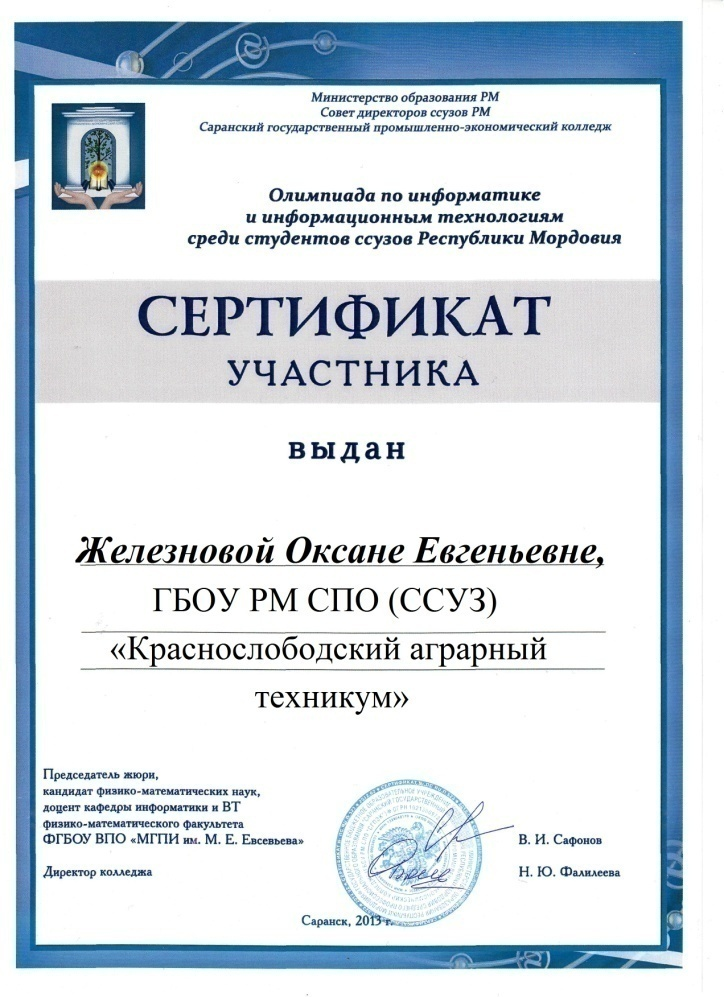 Министерство образования РМ
Совет директоров ссузов РМ
Саранский государственный промышленно-экономический колледж
Олимпиада по информатике
и информационным технологиям
среди студентов ссузов Республики Мордовия
СЕРТИФИКАТ
УЧАСТНИКА
выдан
Железновой Оксане Евгеньевне,
ГБОУ РМ СПО (ССУЗ)
«Краснослободский аграрный
техникум»
Председатель жюри,
кандидат физико-математических наук,
доцент кафедры информатики и ВТ
физико-математического факультета
ФГБОУ ВПО «МГПИ им. М. Е. Евсевьева»
В. И. Сафонов
Директор колледжа
Н. Ю. Фалилеева
Саранск, 2013 г.